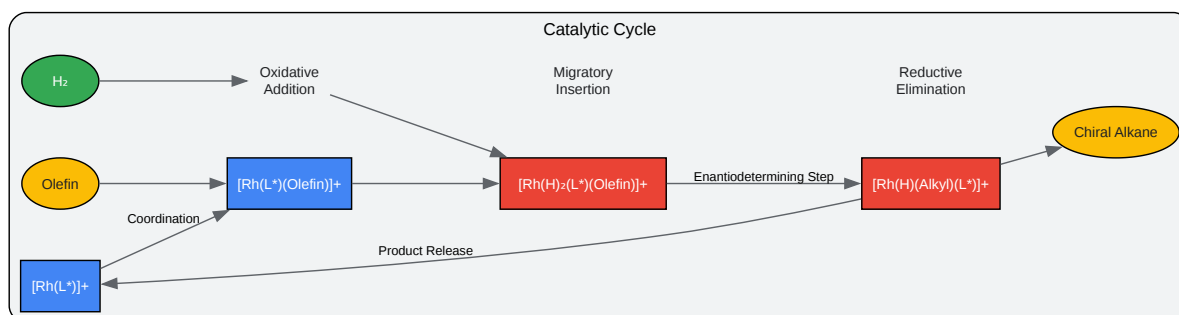 Catalytic Cycle
H₂
Oxidative
Addition
Migratory
Insertion
Reductive
Elimination
Chiral Alkane
Olefin
[Rh(L*)(Olefin)]+
[Rh(H)₂(L*)(Olefin)]+
Enantiodetermining Step
[Rh(H)(Alkyl)(L*)]+
Coordination
Product Release
[Rh(L*)]+